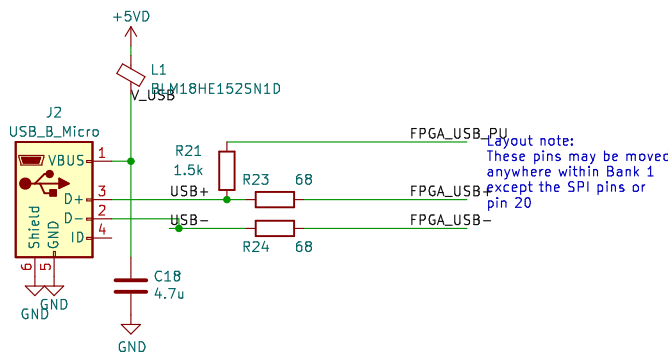 +5VD
L1
BLM18HE152SN1D
V_USB
J2
USB_B_Micro
1
VBUS
3
D+
2
D-
4
ID
Shield
GND
6
5
GND
GND
R21
1.5k
USB+
R23
68
USB-
R24
68
C18
4.7u
GND
FPGA_USB_PU
FPGA_USB+
FPGA_USB-
Layout note:
These pins may be moved
anywhere within Bank 1
except the SPI pins or
pin 20